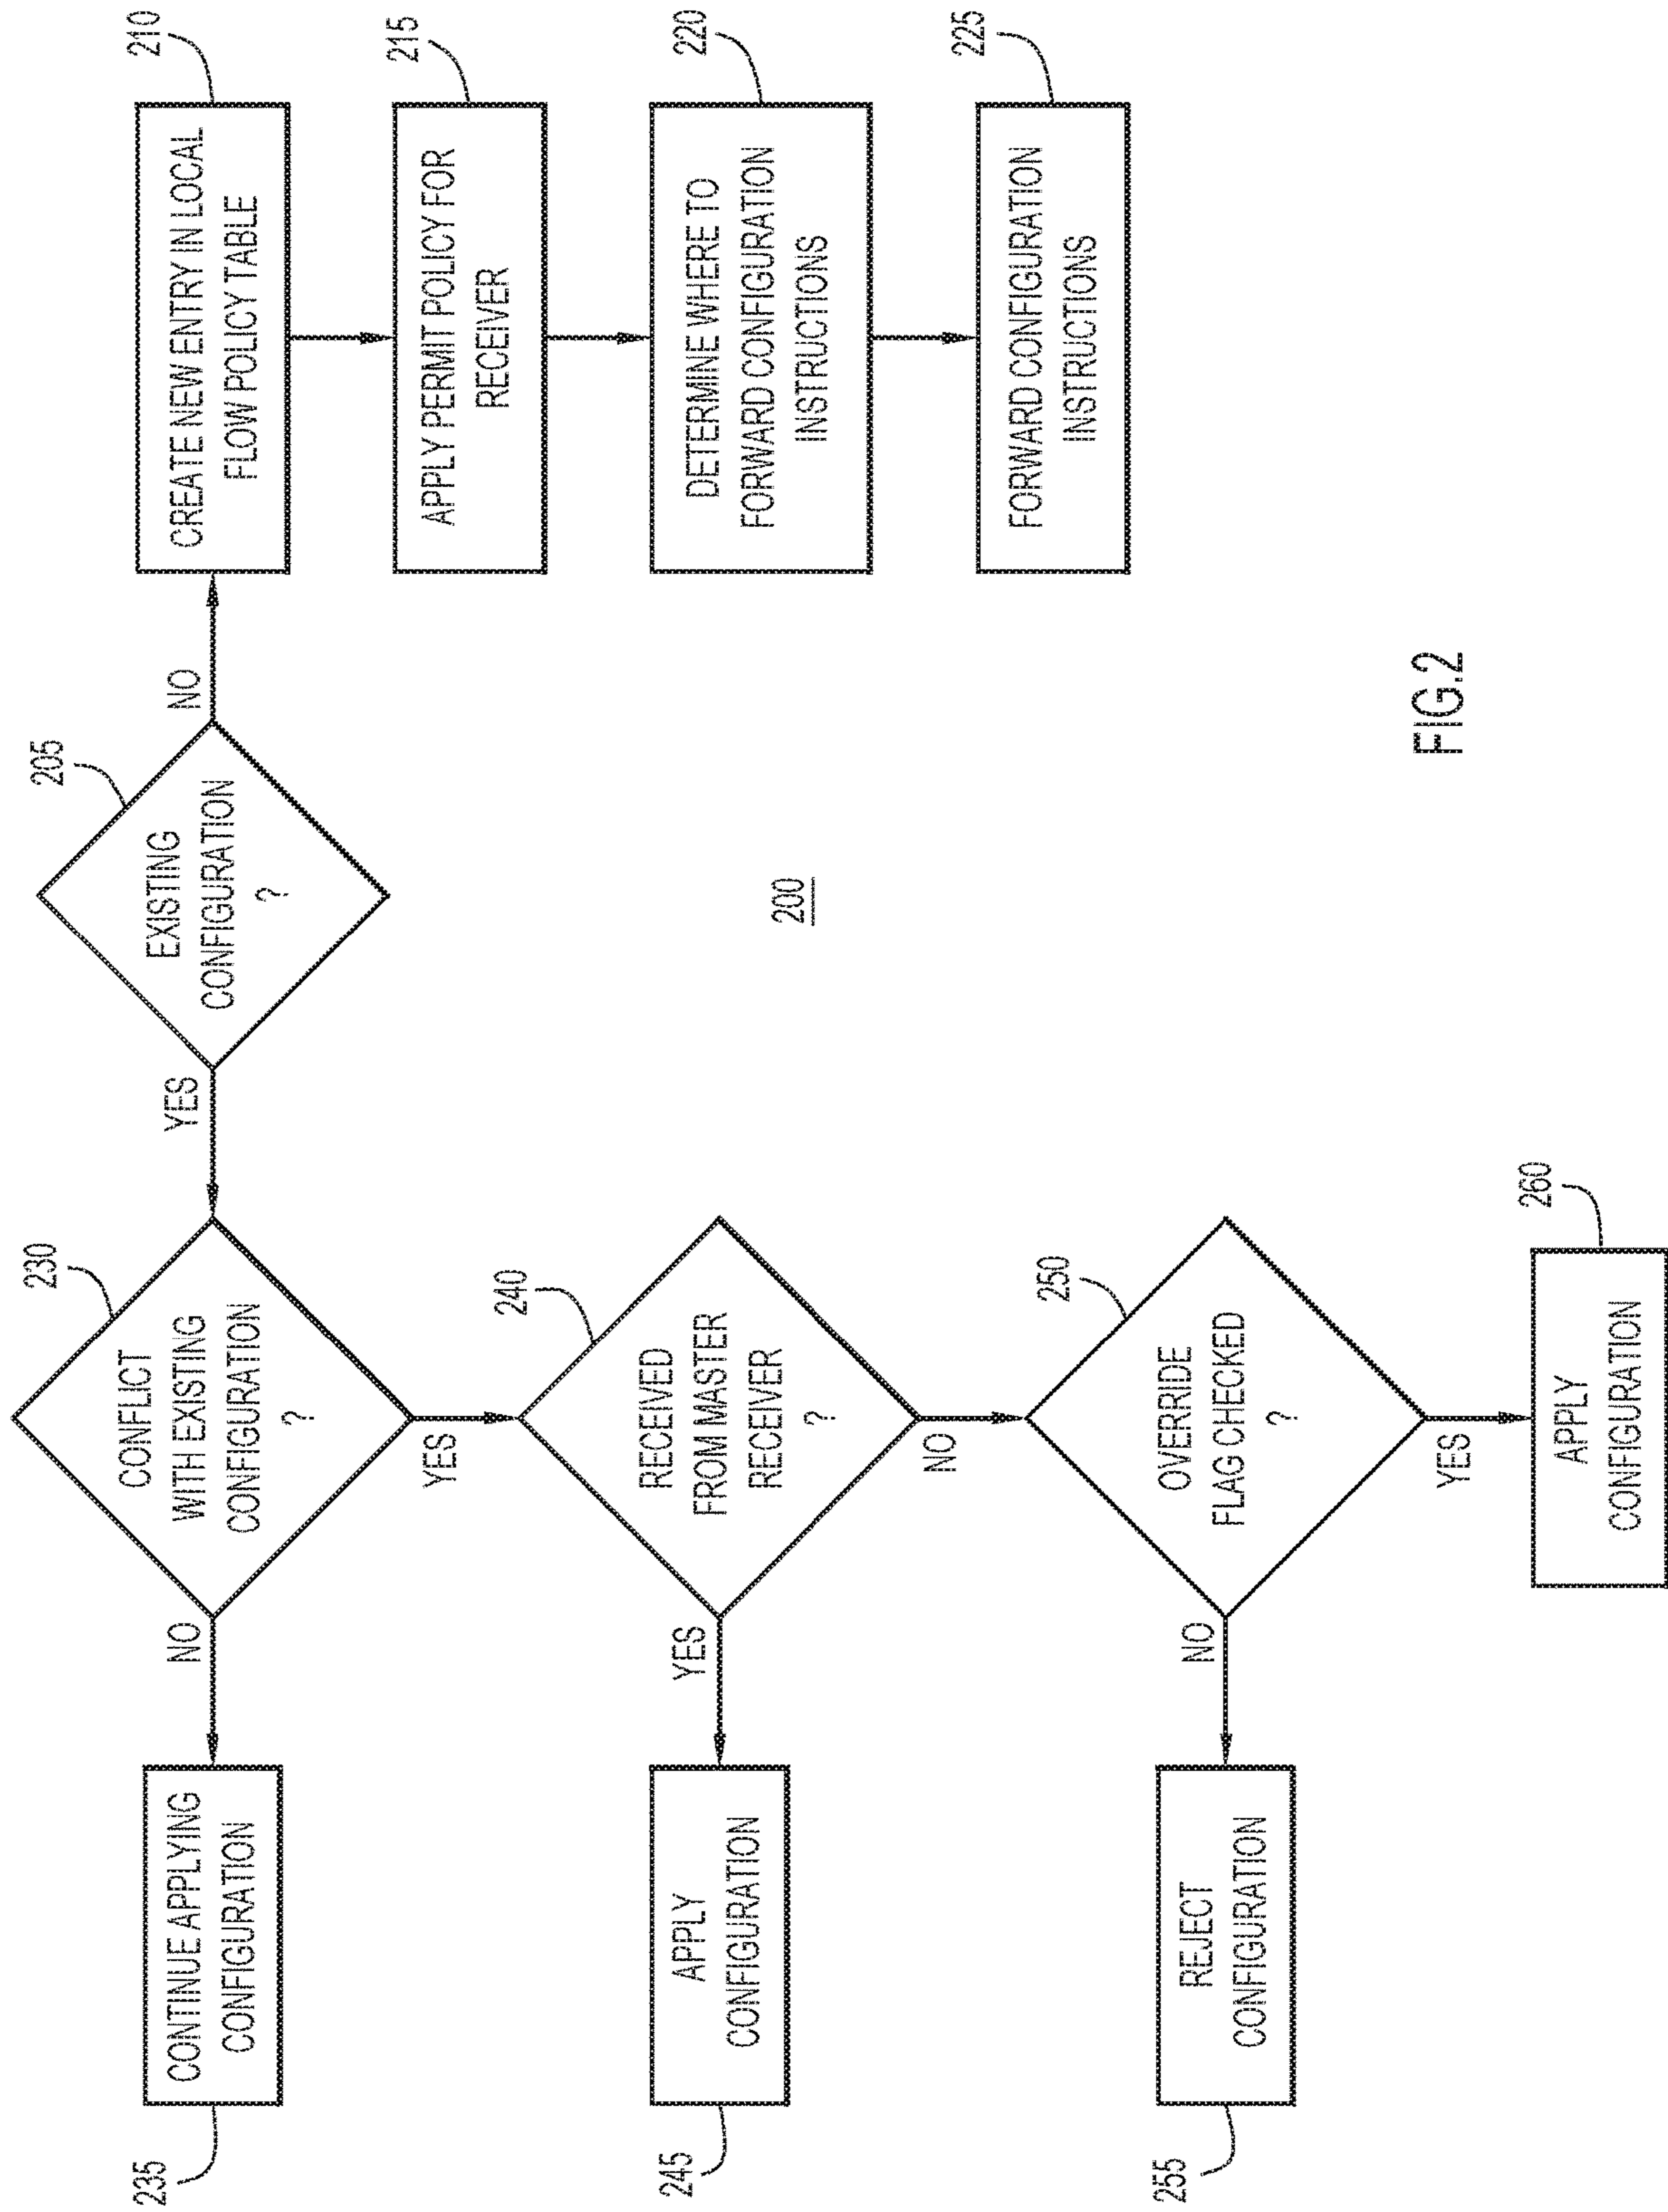 205
EXISTING
CONFIGURATION
?
NO
YES
210
CREATE NEW ENTRY IN LOCAL
FLOW POLICY TABLE
215
APPLY PERMIT POLICY FOR
RECEIVER
220
DETERMINE WHERE TO
FORWARD CONFIGURATION
INSTRUCTIONS
225
FORWARD CONFIGURATION
INSTRUCTIONS
230
CONFLICT
WITH EXISTING
CONFIGURATION
?
NO
YES
235
CONTINUE APPLYING
CONFIGURATION
240
RECEIVED
FROM MASTER
RECEIVER
?
YES
NO
245
APPLY
CONFIGURATION
250
OVERRIDE
FLAG CHECKED
?
NO
YES
255
REJECT
CONFIGURATION
260
APPLY
CONFIGURATION
200
FIG.2